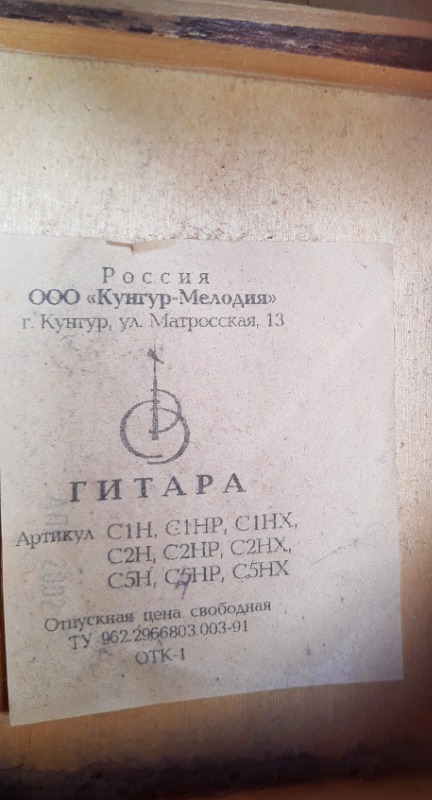 Россия
ООО «Кунгур-Мелодия»
г. Кунгур, ул. Матросская, 13
ГИТАРА
Артикул С1Н, С1НР, С1НХ,
С2Н, С2НР, С2НХ,
С5Н, С5НР, С5НХ
Отпускная цена свободная
ТУ 962.2966803.003-91
ОТК-1